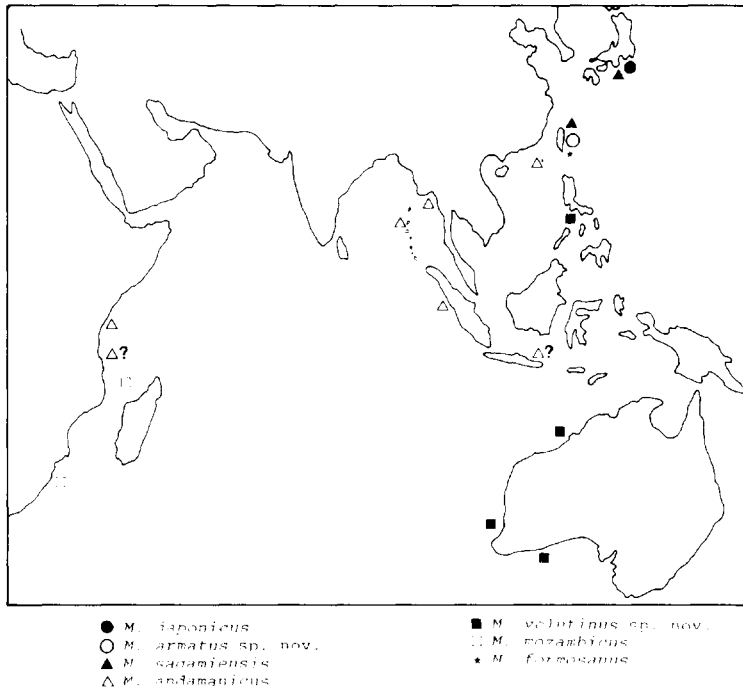 ?
?
M. japonicus
M. armatus sp. nov.
M. sagamiensis
M. andamanicus
M. velutinus sp. nov.
M. mozambicus
M. formosanus